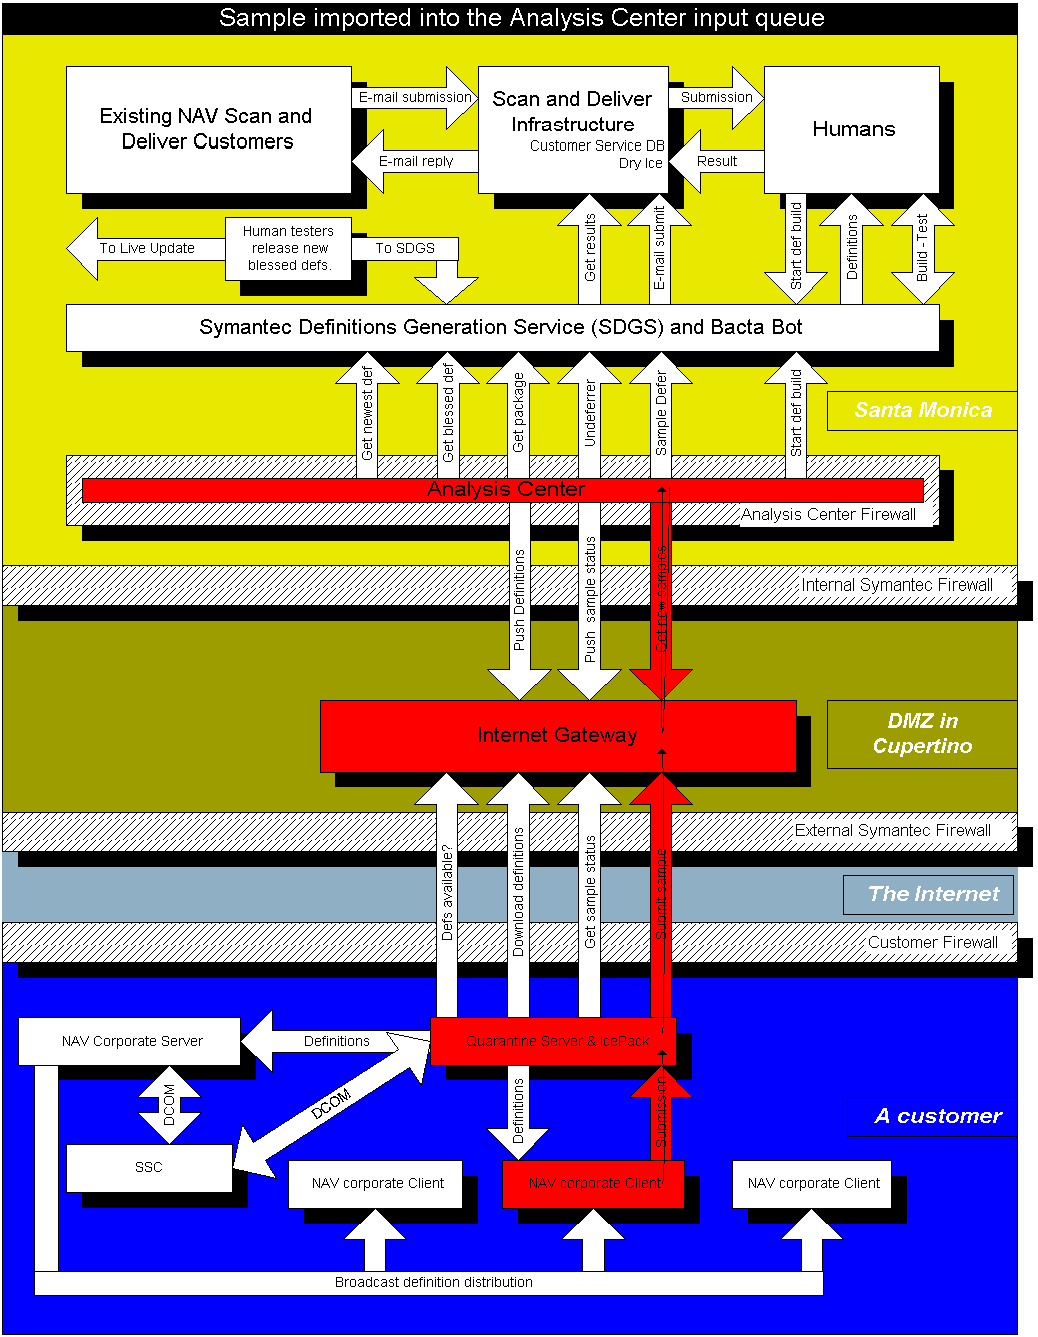 Sample imported into the Analysis Center input queue
Existing NAV Scan and
Deliver Customers
E-mail submission
E-mail reply
Scan and Deliver
Infrastructure
Customer Service DB
Dry Ice
Submission
Result
Humans
To Live Update
Human testers
release new
blessed defs.
To SDGS
Get results
E-mail submit
Start def build
Definitions
Build -Test
Symantec Definitions Generation Service (SDGS) and Bacta Bot
Get newest def
Get blessed def
Get package
Undeferrer
Sample Defer
Start def build
Santa Monica
Analysis Center
Analysis Center Firewall
Internal Symantec Firewall
Push Definitions
Push sample status
Get new samples
Internet Gateway
DMZ in
Cupertino
External Symantec Firewall
Defs available?
Download definitions
Get sample status
Submit sample
The Internet
Customer Firewall
NAV Corporate Server
Definitions
Quarantine Server & IcePack
DCOM
DCOM
Definitions
Submission
A customer
SSC
NAV corporate Client
NAV corporate Client
NAV corporate Client
Broadcast definition distribution